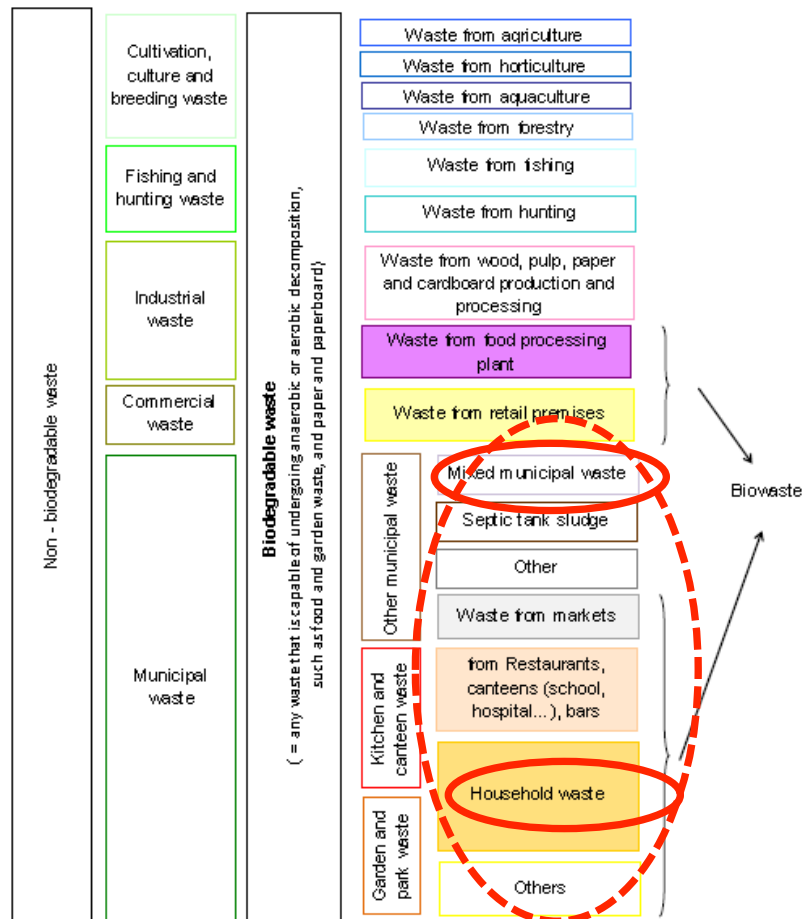 Non - biodegradable waste
Cultivation,
culture and
breeding waste
Fishing and
hunting waste
Industrial
waste
Commercial
waste
Municipal
waste
Biodegradable waste
( = any waste that is capable of undergoing anaerobic or aerobic decomposition,
such as food and garden waste, and paper and paperboard)
Waste from agriculture
Waste from horticulture
Waste from aquaculture
Waste from forestry
Waste from fishing
Waste from hunting
Waste from wood, pulp, paper
and cardboard production and
processing
Waste from food processing
plant
Waste from retail premises
Other municipal waste
Mixed municipal waste
Septic tank sludge
Other
Waste from markets
Kitchen and
canteen waste
from Restaurants,
canteens (school,
hospital...), bars
Household waste
Garden and
park waste
Others
Biowaste